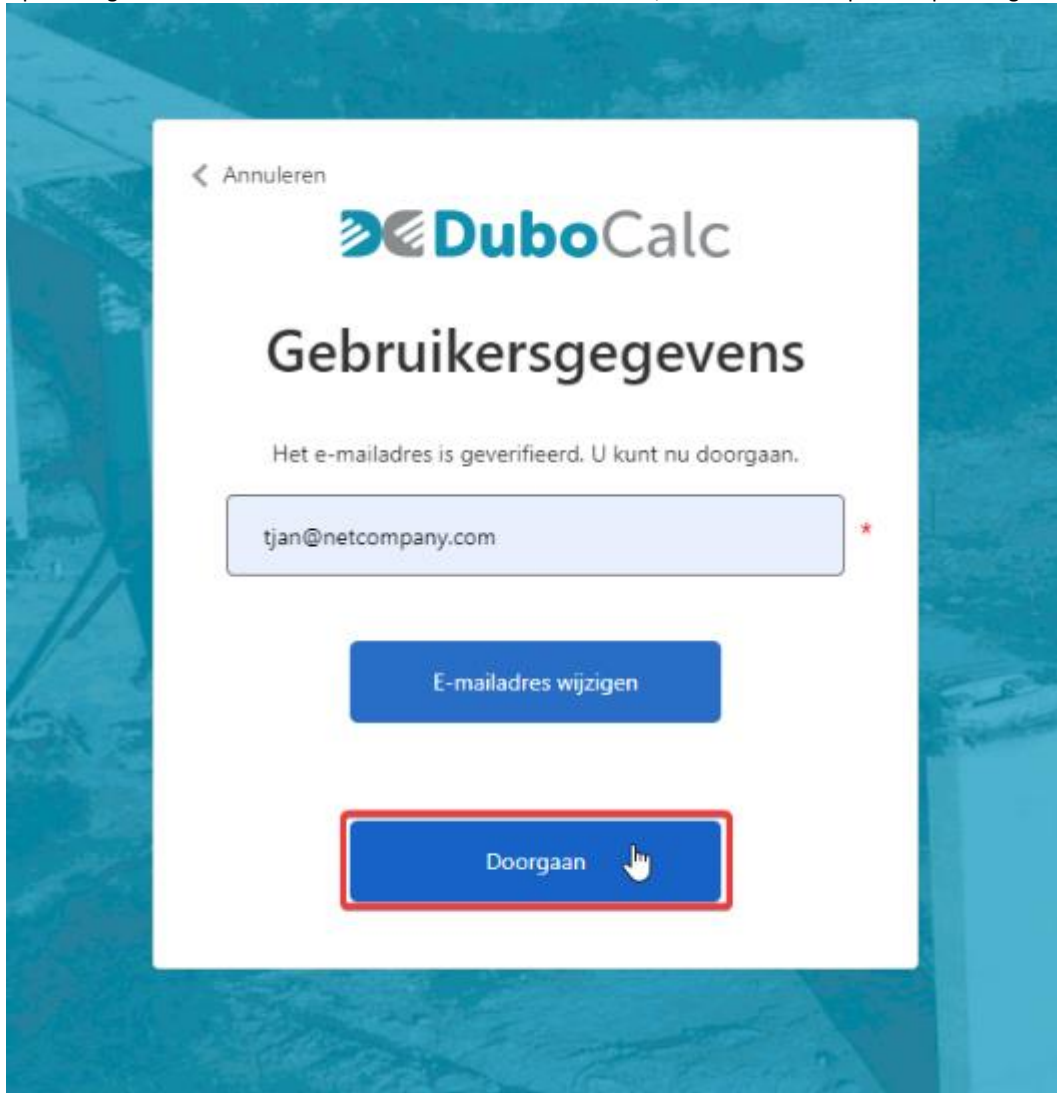 Annuleren
DuboCalc
Gebruikersgegevens
Het e-mailadres is geverifieerd. U kunt nu doorgaan.
tjan@netcompany.com
*
E-mailadres wijzigen
Doorgaan